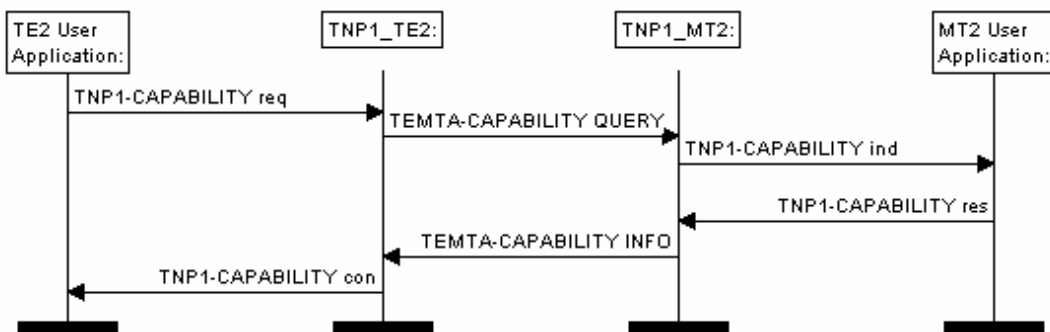 TE2 User
Application:
TNP1_TE2:
TNP1_MT2:
MT2 User
Application:
TNP1-CAPABILITY req
TEMTA-CAPABILITY QUERY
TNP1-CAPABILITY ind
TNP1-CAPABILITY res
TEMTA-CAPABILITY INFO
TNP1-CAPABILITY con